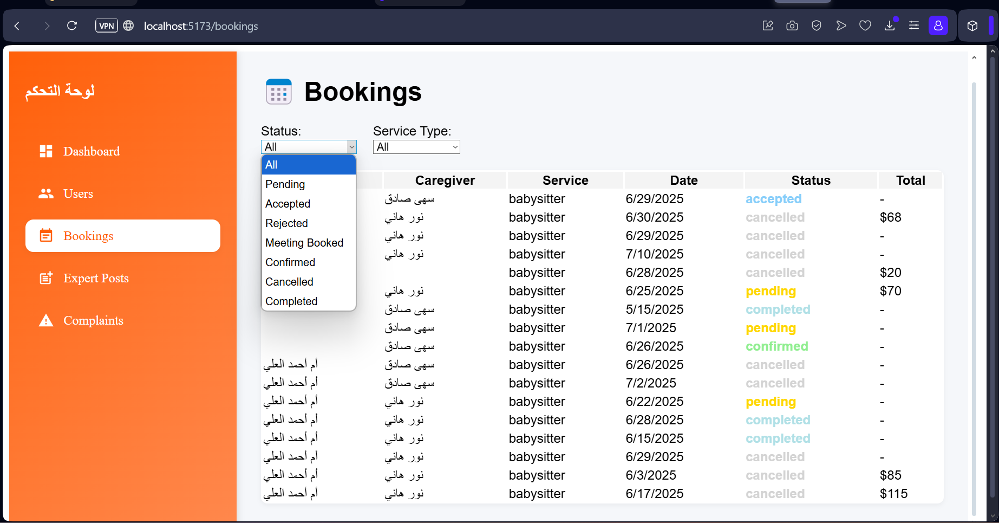 VPN localhost:5173/bookings
لوحة التحكم
Dashboard
Users
Bookings
Expert Posts
Complaints
Bookings
Status: Service Type:
All All
All
Pending
Accepted
Rejected
Meeting Booked
Confirmed
Cancelled
Completed
Caregiver Service Date Status Total
سهى صادق babysitter 6/29/2025 accepted -
نور هاني babysitter 6/30/2025 cancelled $68
نور هاني babysitter 6/29/2025 cancelled -
نور هاني babysitter 7/10/2025 cancelled -
babysitter 6/28/2025 cancelled $20
نور هاني babysitter 6/25/2025 pending $70
سهى صادق babysitter 5/15/2025 completed -
سهى صادق babysitter 7/1/2025 pending -
سهى صادق babysitter 6/26/2025 confirmed -
أم أحمد العلي سهى صادق babysitter 6/26/2025 cancelled -
أم أحمد العلي سهى صادق babysitter 7/2/2025 cancelled -
أم أحمد العلي نور هاني babysitter 6/22/2025 pending -
أم أحمد العلي نور هاني babysitter 6/28/2025 completed -
أم أحمد العلي نور هاني babysitter 6/15/2025 completed -
أم أحمد العلي نور هاني babysitter 6/29/2025 cancelled -
أم أحمد العلي نور هاني babysitter 6/3/2025 cancelled $85
أم أحمد العلي نور هاني babysitter 6/17/2025 cancelled $115